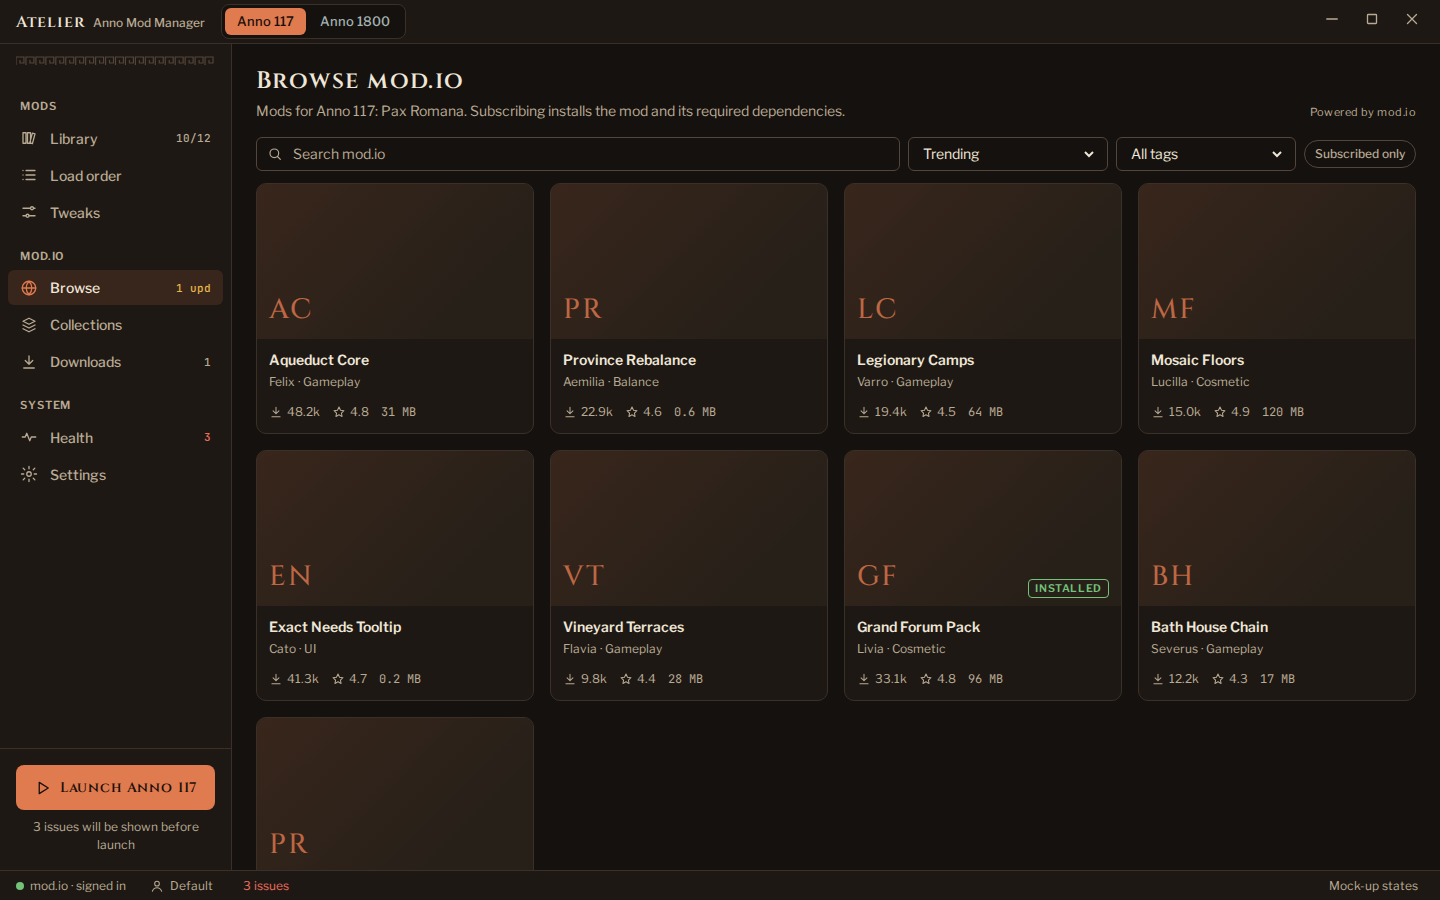 ATELIER Anno Mod Manager
Anno 117
Anno 1800
MODS
Library 10/12
Load order
Tweaks
MOD.IO
Browse 1 upd
Collections
Downloads 1
SYSTEM
Health 3
Settings
LAUNCH ANNO 117
3 issues will be shown before
launch
BROWSE MOD.IO
Mods for Anno 117: Pax Romana. Subscribing installs the mod and its required dependencies.
Powered by mod.io
Search mod.io
Trending
All tags
Subscribed only
AC
Aqueduct Core
Felix · Gameplay
48.2k 4.8 31 MB
PR
Province Rebalance
Aemilia · Balance
22.9k 4.6 0.6 MB
LC
Legionary Camps
Varro · Gameplay
19.4k 4.5 64 MB
MF
Mosaic Floors
Lucilla · Cosmetic
15.0k 4.9 120 MB
EN
Exact Needs Tooltip
Cato · UI
41.3k 4.7 0.2 MB
VT
Vineyard Terraces
Flavia · Gameplay
9.8k 4.4 28 MB
GF
INSTALLED
Grand Forum Pack
Livia · Cosmetic
33.1k 4.8 96 MB
BH
Bath House Chain
Severus · Gameplay
12.2k 4.3 17 MB
PR
mod.io · signed in
Default
3 issues
Mock-up states